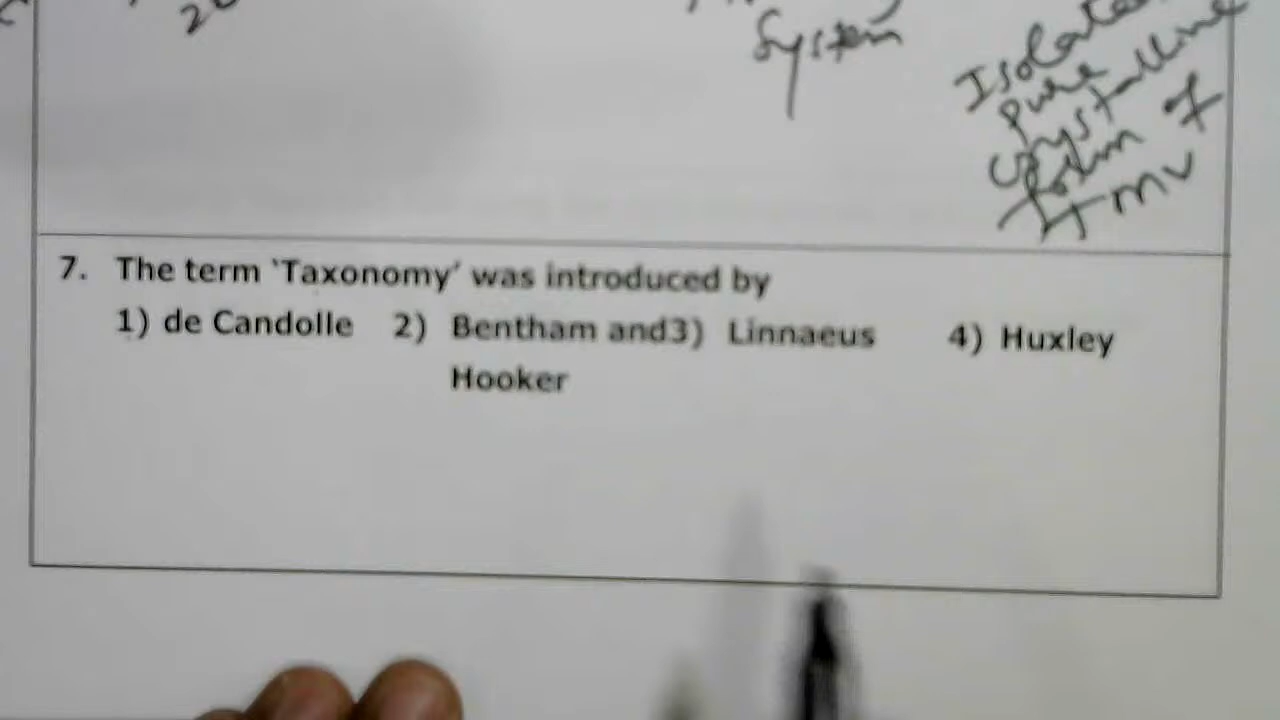 System
Isolated
pure
Crystalline
form of
TMV
7. The term ‘Taxonomy’ was introduced by
1) de Candolle 2) Bentham and3) Linnaeus 4) Huxley
Hooker